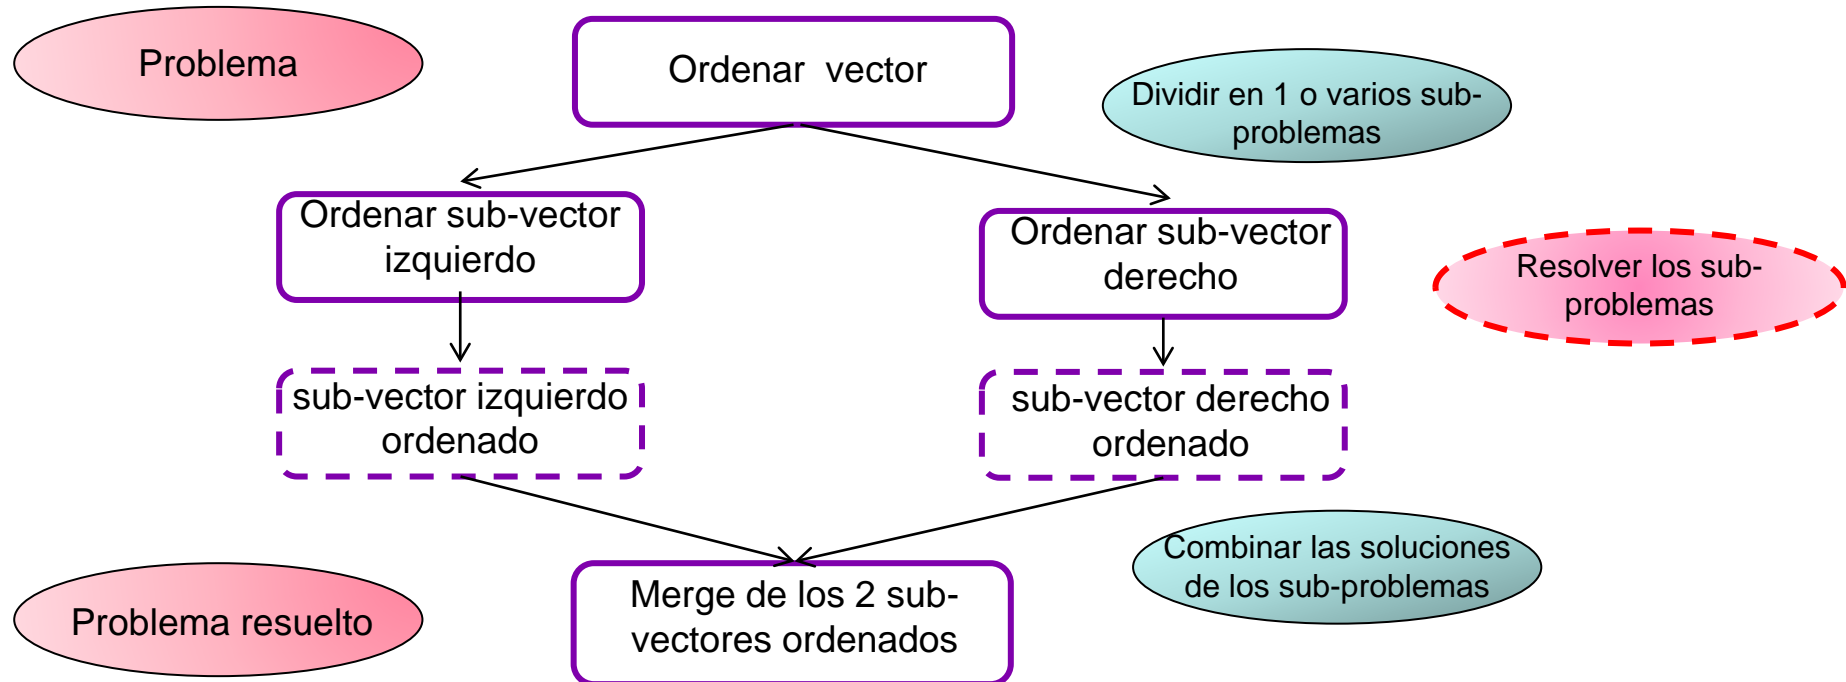 Problema
Ordenar vector
Dividir en 1 o varios sub-
problemas
Ordenar sub-vector
izquierdo
Ordenar sub-vector
derecho
Resolver los sub-
problemas
sub-vector izquierdo
ordenado
sub-vector derecho
ordenado
Combinar las soluciones
de los sub-problemas
Problema resuelto
Merge de los 2 sub-
vectores ordenados